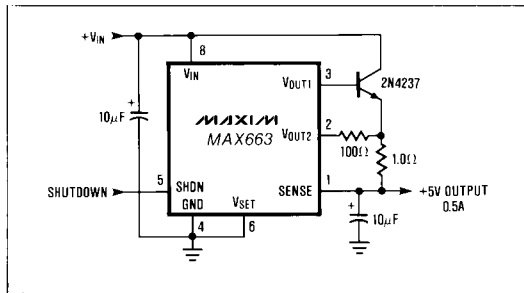 +VIN
8
VIN
VOUT1
3
2N4237
10µF
+
MAXIM
MAX663
VOUT2
2
100Ω
1.0Ω
SHUTDOWN
5
SHDN
SENSE
1
+5V OUTPUT
0.5A
GND
VSET
4
6
+
10µF